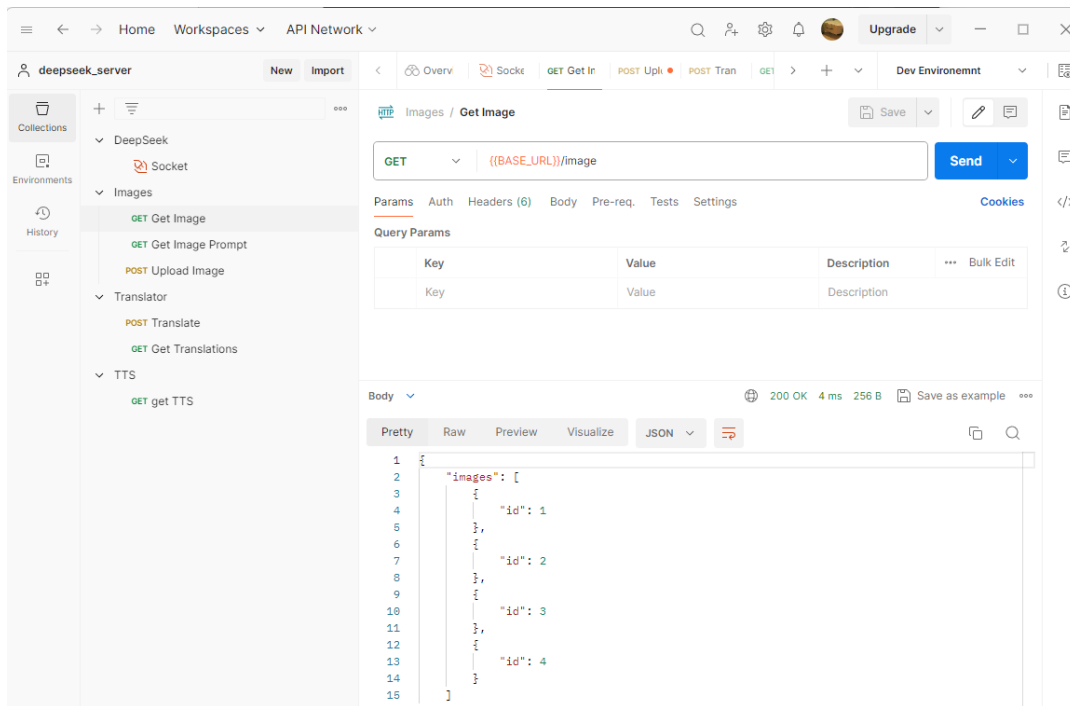 Home Workspaces API Network Upgrade
deepseek_server New Import
Overv Socke GET Get In POST Uplo POST Tran GET Dev Environemnt
Collections
Environments
History
DeepSeek
Socket
Images
GET Get Image
GET Get Image Prompt
POST Upload Image
Translator
POST Translate
GET Get Translations
TTS
GET get TTS
HTTP Images / Get Image Save
GET {{BASE_URL}}/image Send
Params Auth Headers (6) Body Pre-req. Tests Settings Cookies
Query Params
Key Value Description Bulk Edit
Key Value Description
Body 200 OK 4 ms 256 B Save as example
Pretty Raw Preview Visualize JSON
1 {
2 "images": [
3 {
4 "id": 1
5 },
6 {
7 "id": 2
8 },
9 {
10 "id": 3
11 },
12 {
13 "id": 4
14 }
15 ]